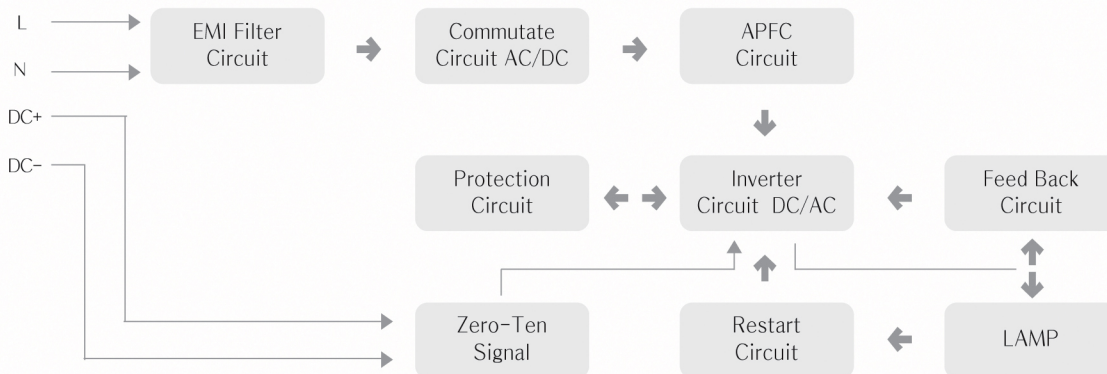 L
EMI Filter
Circuit
Commutate
Circuit AC/DC
APFC
Circuit
N
DC+
DC-
Protection
Circuit
Inverter
Circuit DC/AC
Feed Back
Circuit
Zero-Ten
Signal
Restart
Circuit
LAMP